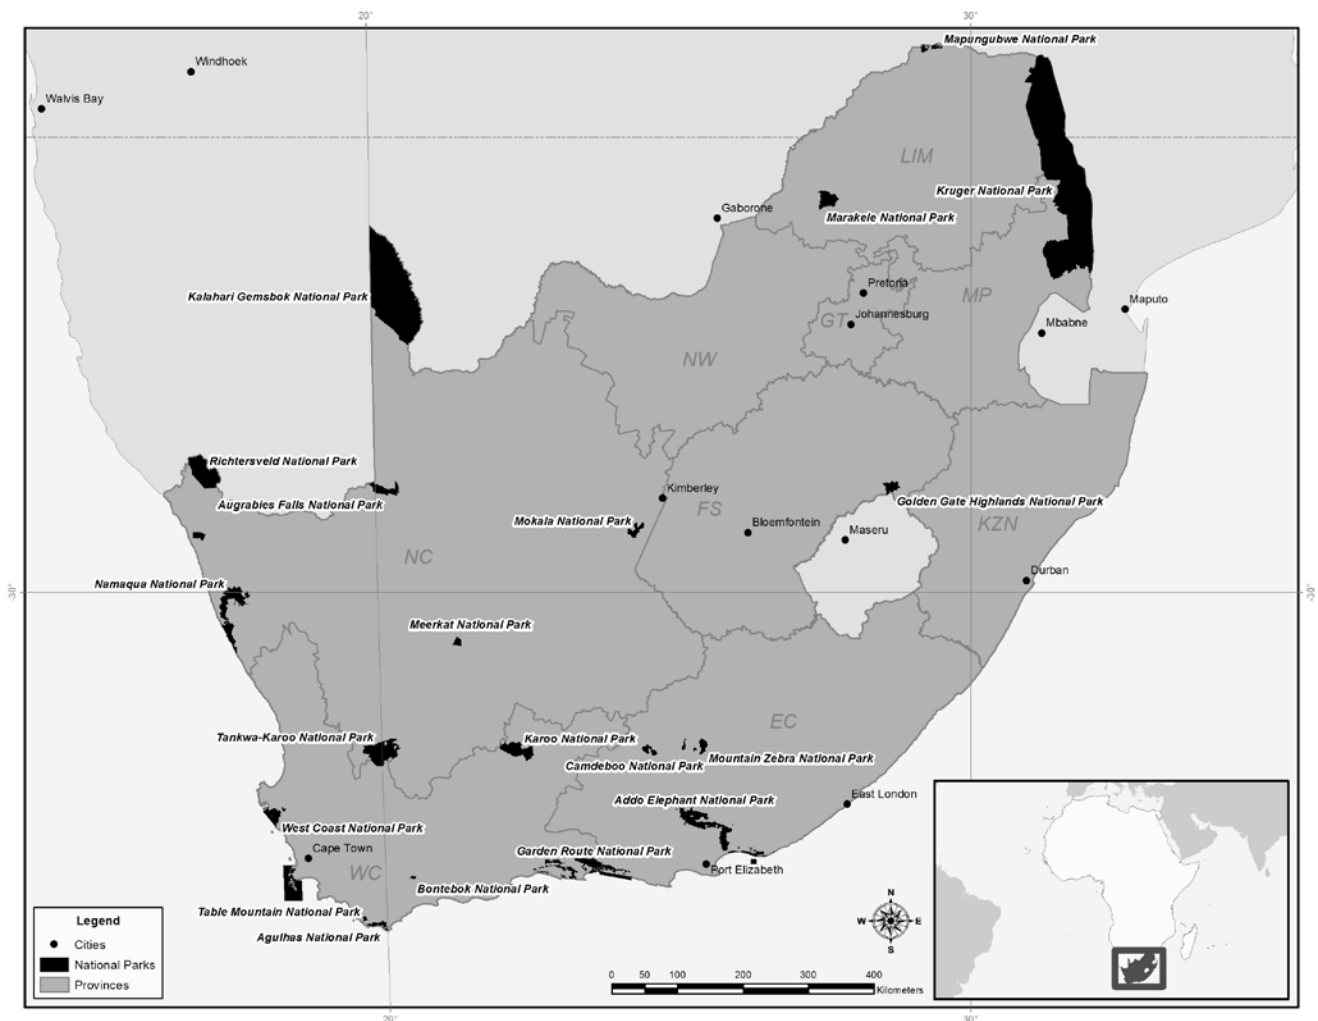 20°
30°
Mapungubwe National Park
Windhoek
Walvis Bay
LIM
Kruger National Park
Gaborone
Marakele National Park
Kalahari Gemsbok National Park
Pretoria
MP
Maputo
GT
Johannesburg
Mbabne
NW
Richtersveld National Park
Kimberley
Augrabies Falls National Park
Golden Gate Highlands National Park
FS
Mokala National Park
Bloemfontein
KZN
Maseru
NC
Durban
Namaqua National Park
-30°
-30°
Meerkat National Park
EC
Tankwa-Karoo National Park
Karoo National Park
Mountain Zebra National Park
Camdeboo National Park
East London
Addo Elephant National Park
West Coast National Park
Cape Town
Garden Route National Park
Port Elizabeth
WC
Bontebok National Park
Table Mountain National Park
Agulhas National Park
Legend
Cities
National Parks
Provinces
N
W E
S
0 50 100 200 300 400
Kilometers
20°
30°